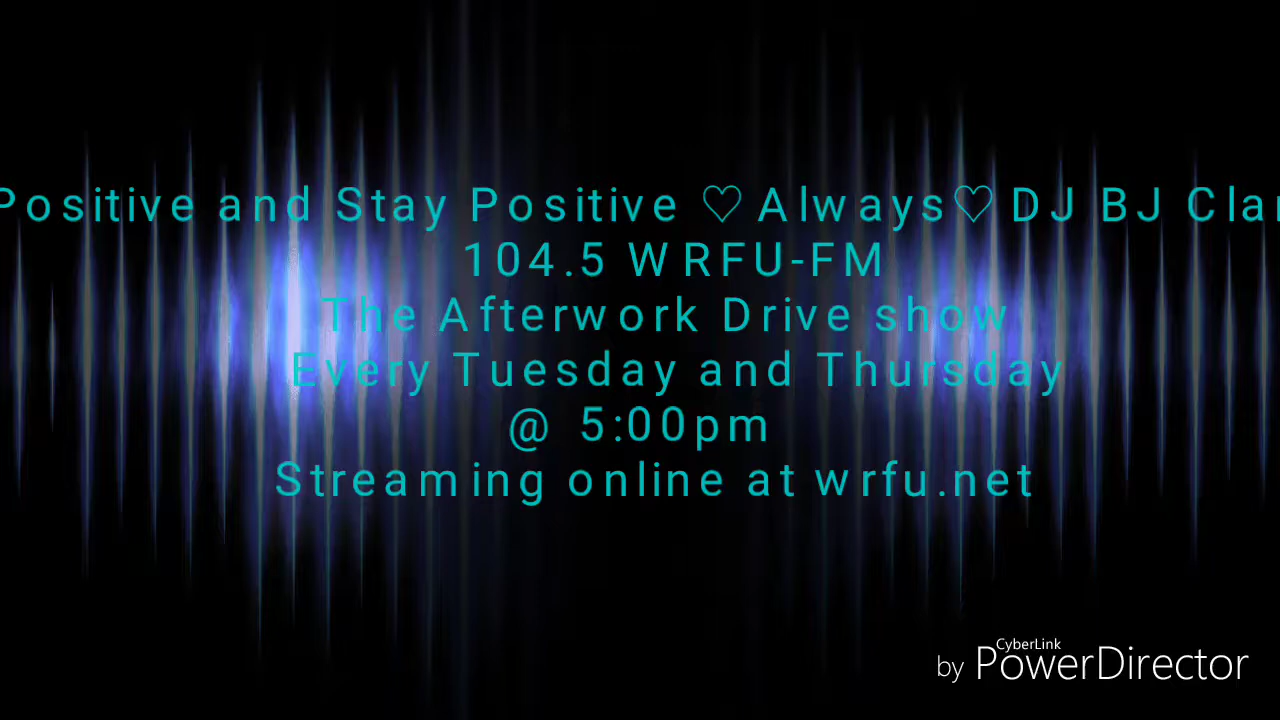 Positive and Stay Positive ♡Always♡DJ BJ
104.5 WRFU-FM
The Afterwork Drive show
Every Tuesday and Thursday
@ 5:00pm
Streaming online at wrfu.net
by CyberLink PowerDirector